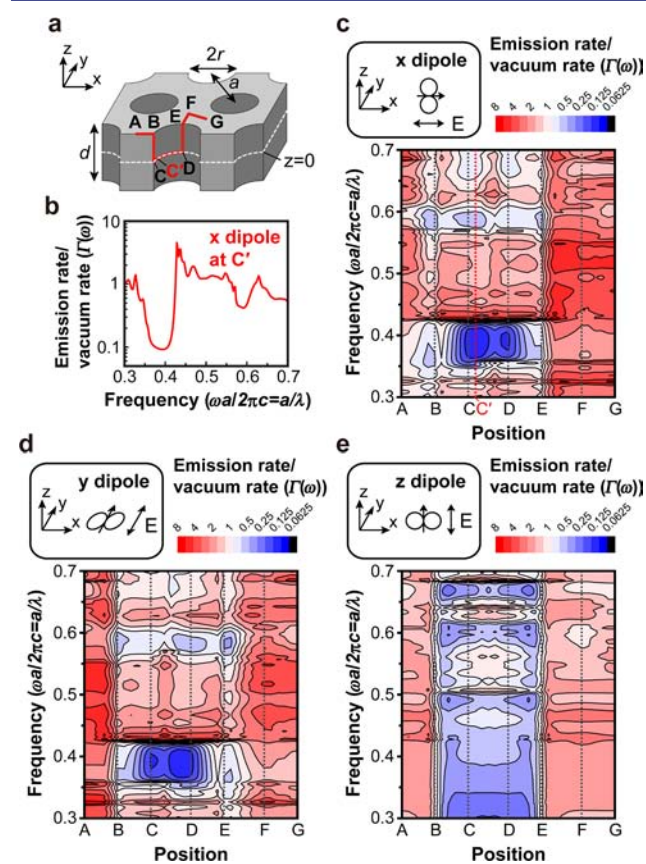 a
z
y
x
2r
a
A B E F G
C C' D
d
z=0
b
Emission rate/
vacuum rate (Γ(ω))
10
1
0.1
x dipole
at C'
0.3 0.4 0.5 0.6 0.7
Frequency (ωa/2πc=a/λ)
c
x dipole
z
y
x
E
Emission rate/
vacuum rate (Γ(ω))
8 4 2 1 0.5 0.25 0.125 0.0625
Frequency (ωa/2πc=a/λ)
0.7
0.6
0.5
0.4
0.3
A B C C' D E F G
Position
d
y dipole
z
y
x
E
Emission rate/
vacuum rate (Γ(ω))
8 4 2 1 0.5 0.25 0.125 0.0625
Frequency (ωa/2πc=a/λ)
0.7
0.6
0.5
0.4
0.3
A B C D E F G
Position
e
z dipole
z
y
x
E
Emission rate/
vacuum rate (Γ(ω))
8 4 2 1 0.5 0.25 0.125 0.0625
Frequency (ωa/2πc=a/λ)
0.7
0.6
0.5
0.4
0.3
A B C D E F G
Position